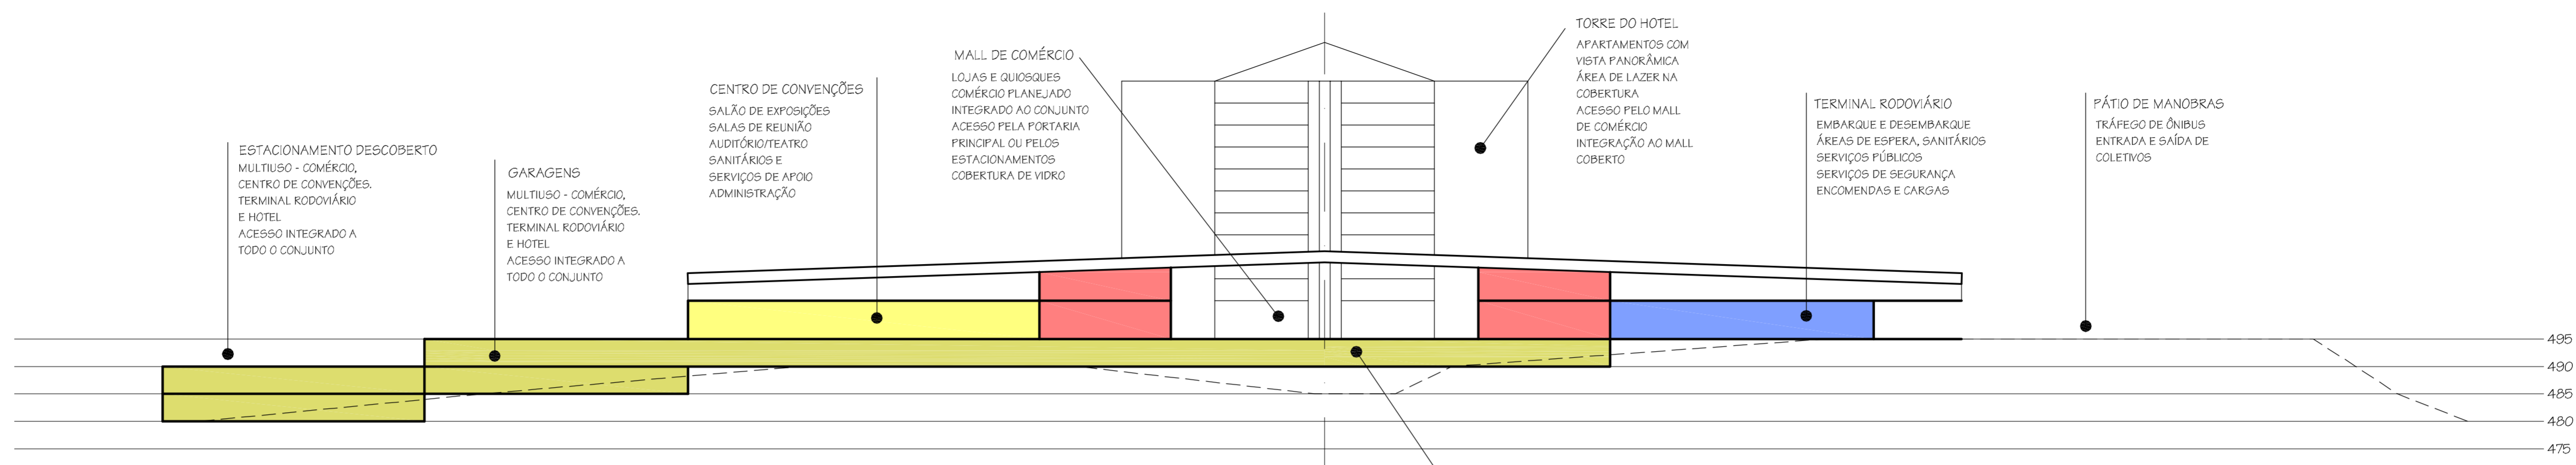 ESTACIONAMENTO DESCOBERTO
MULTIUSO - COMÉRCIO,
CENTRO DE CONVENÇÕES.
TERMINAL RODOVIÁRIO
E HOTEL
ACESSO INTEGRADO A
TODO O CONJUNTO
GARAGENS
MULTIUSO - COMÉRCIO,
CENTRO DE CONVENÇÕES.
TERMINAL RODOVIÁRIO
E HOTEL
ACESSO INTEGRADO A
TODO O CONJUNTO
CENTRO DE CONVENÇÕES
SALÃO DE EXPOSIÇÕES
SALAS DE REUNIÃO
AUDITÓRIO/TEATRO
SANITÁRIOS E
SERVIÇOS DE APOIO
ADMINISTRAÇÃO
MALL DE COMÉRCIO
LOJAS E QUIOSQUES
COMÉRCIO PLANEJADO
INTEGRADO AO CONJUNTO
ACESSO PELA PORTARIA
PRINCIPAL OU PELOS
ESTACIONAMENTOS
COBERTURA DE VIDRO
TORRE DO HOTEL
APARTAMENTOS COM
VISTA PANORÂMICA
ÁREA DE LAZER NA
COBERTURA
ACESSO PELO MALL
DE COMÉRCIO
INTEGRAÇÃO AO MALL
COBERTO
TERMINAL RODOVIÁRIO
EMBARQUE E DESEMBARQUE
ÁREAS DE ESPERA, SANITÁRIOS
SERVIÇOS PÚBLICOS
SERVIÇOS DE SEGURANÇA
ENCOMENDAS E CARGAS
PÁTIO DE MANOBRAS
TRÁFEGO DE ÔNIBUS
ENTRADA E SAÍDA DE
COLETIVOS
495
490
485
480
475